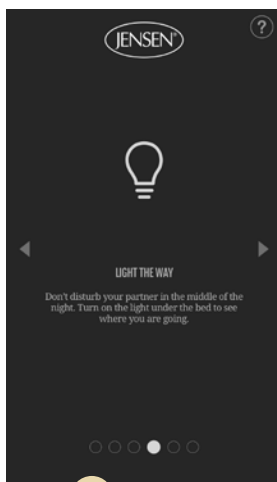 JENSEN®
?
LIGHT THE WAY
Don't disturb your partner in the middle of the
night. Turn on the light under the bed to see
where you are going.